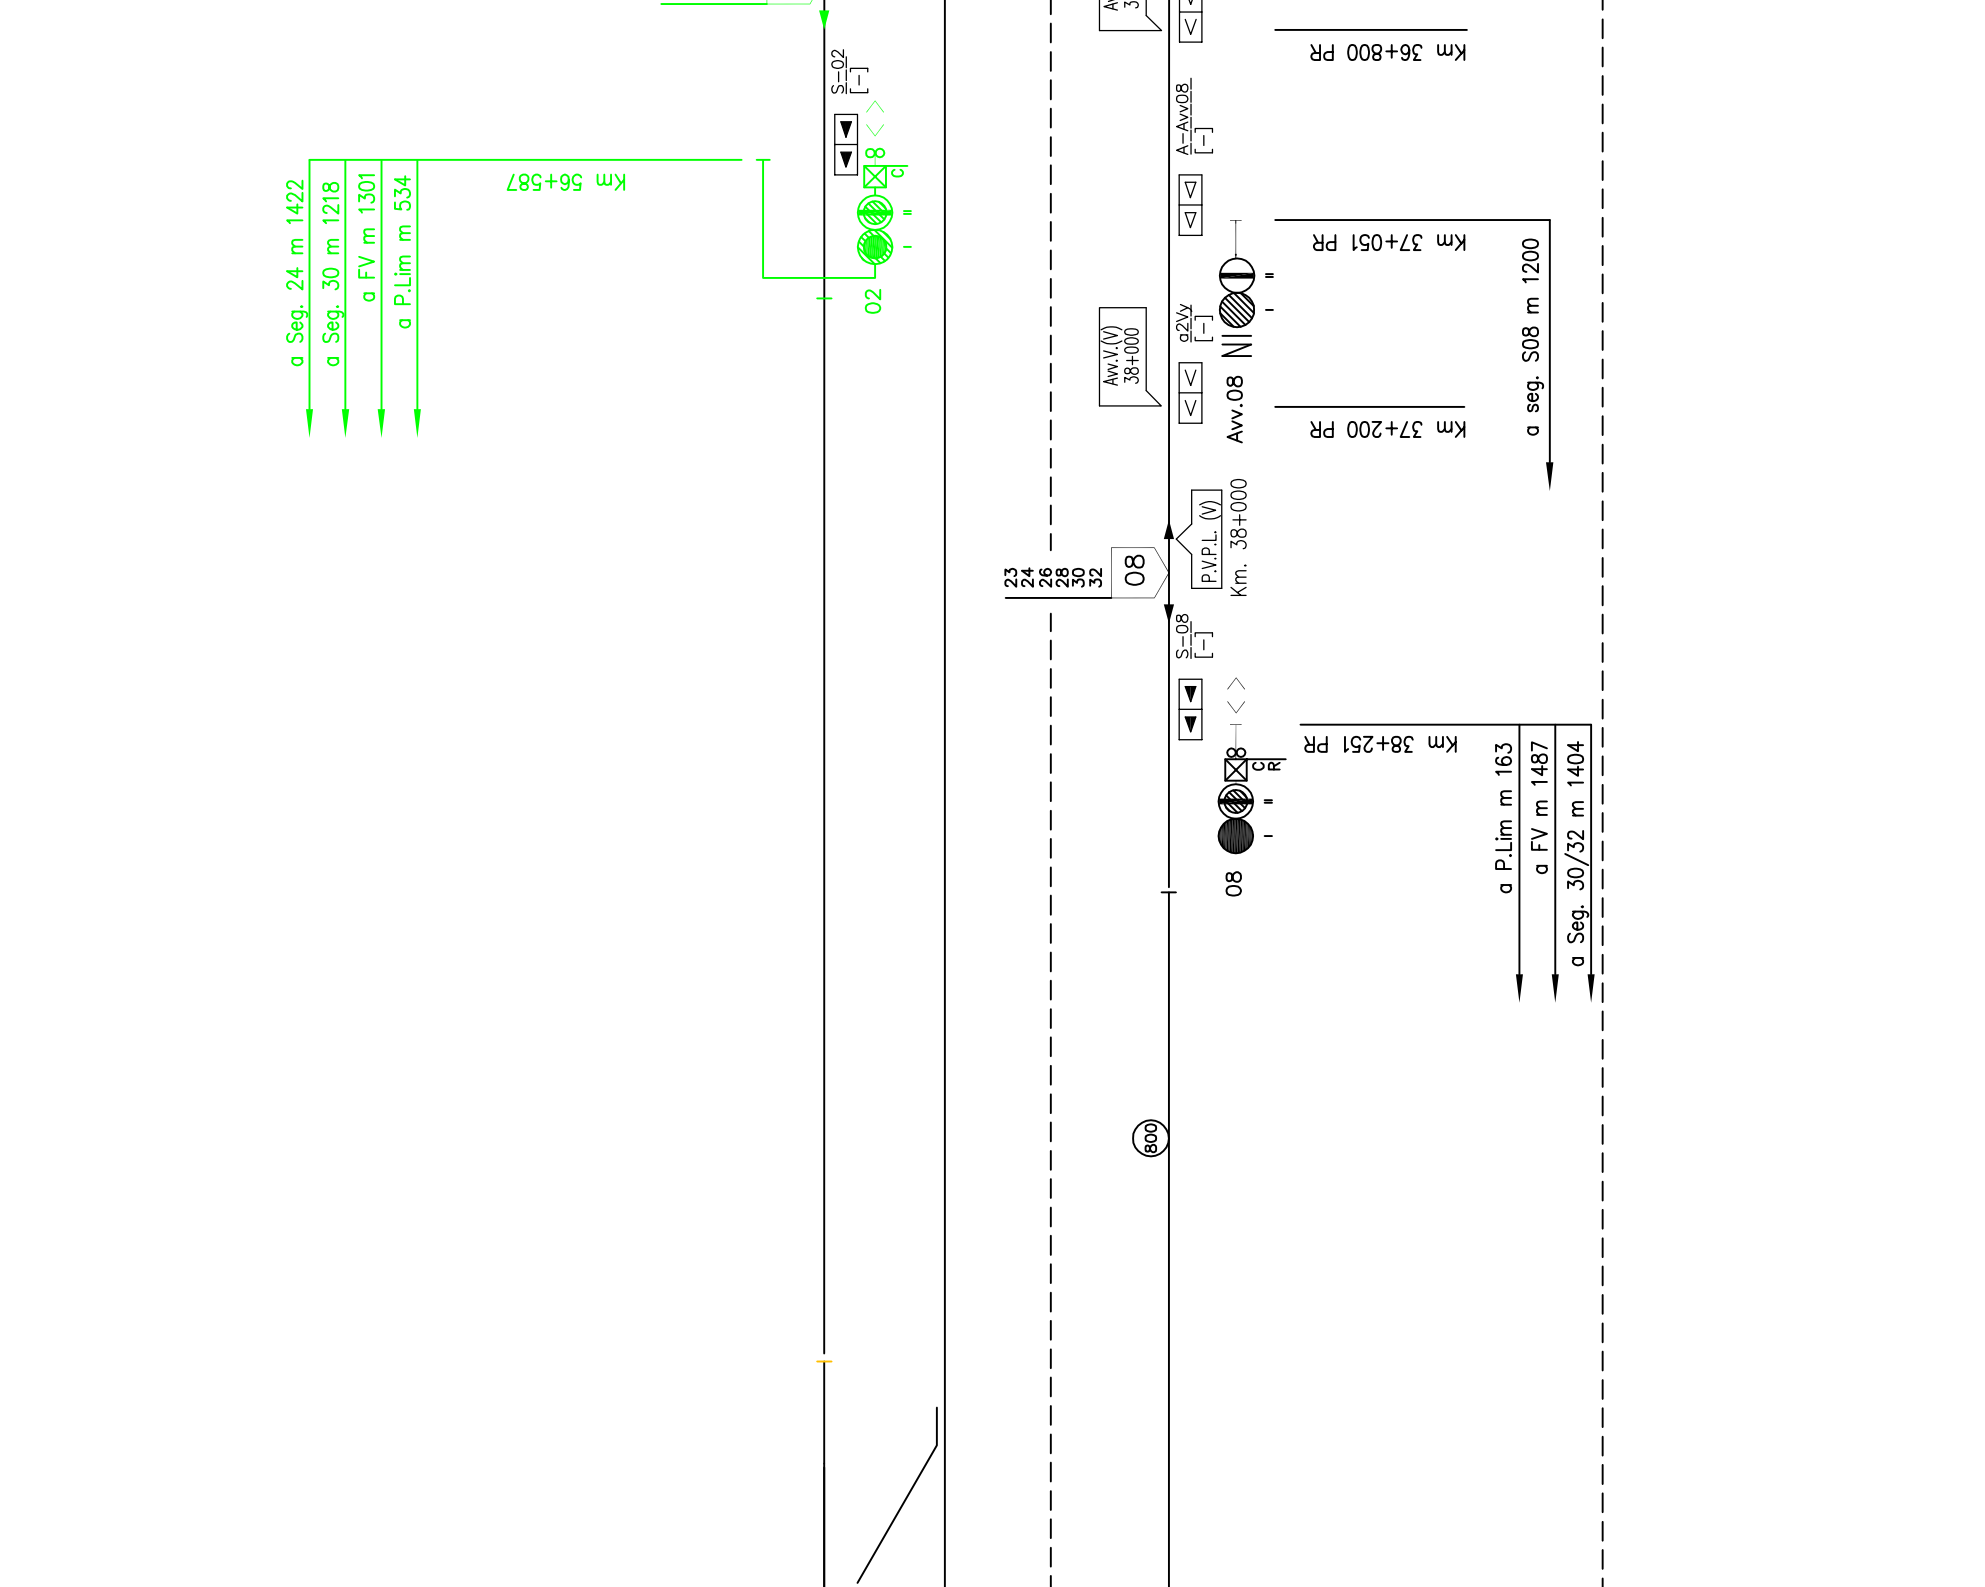 a Seg. 24 m 1422
a Seg. 30 m 1218
a FV m 1301
a P.Lim m 534
Km 56+587
S-02
[-]
C
02
Km 36+800 PR
A-Avv08
[-]
Km 37+051 PR
a seg. S08 m 1200
Avv.V.(V)
38+000
a2Vy
[-]
NI
Avv.08
Km 37+200 PR
P.V.P.L. (V)
Km. 38+000
23
24
26
28
30
32
08
S-08
[-]
Km 38+251 PR
C
R
08
a P.Lim m 163
a FV m 1487
a Seg. 30/32 m 1404
800